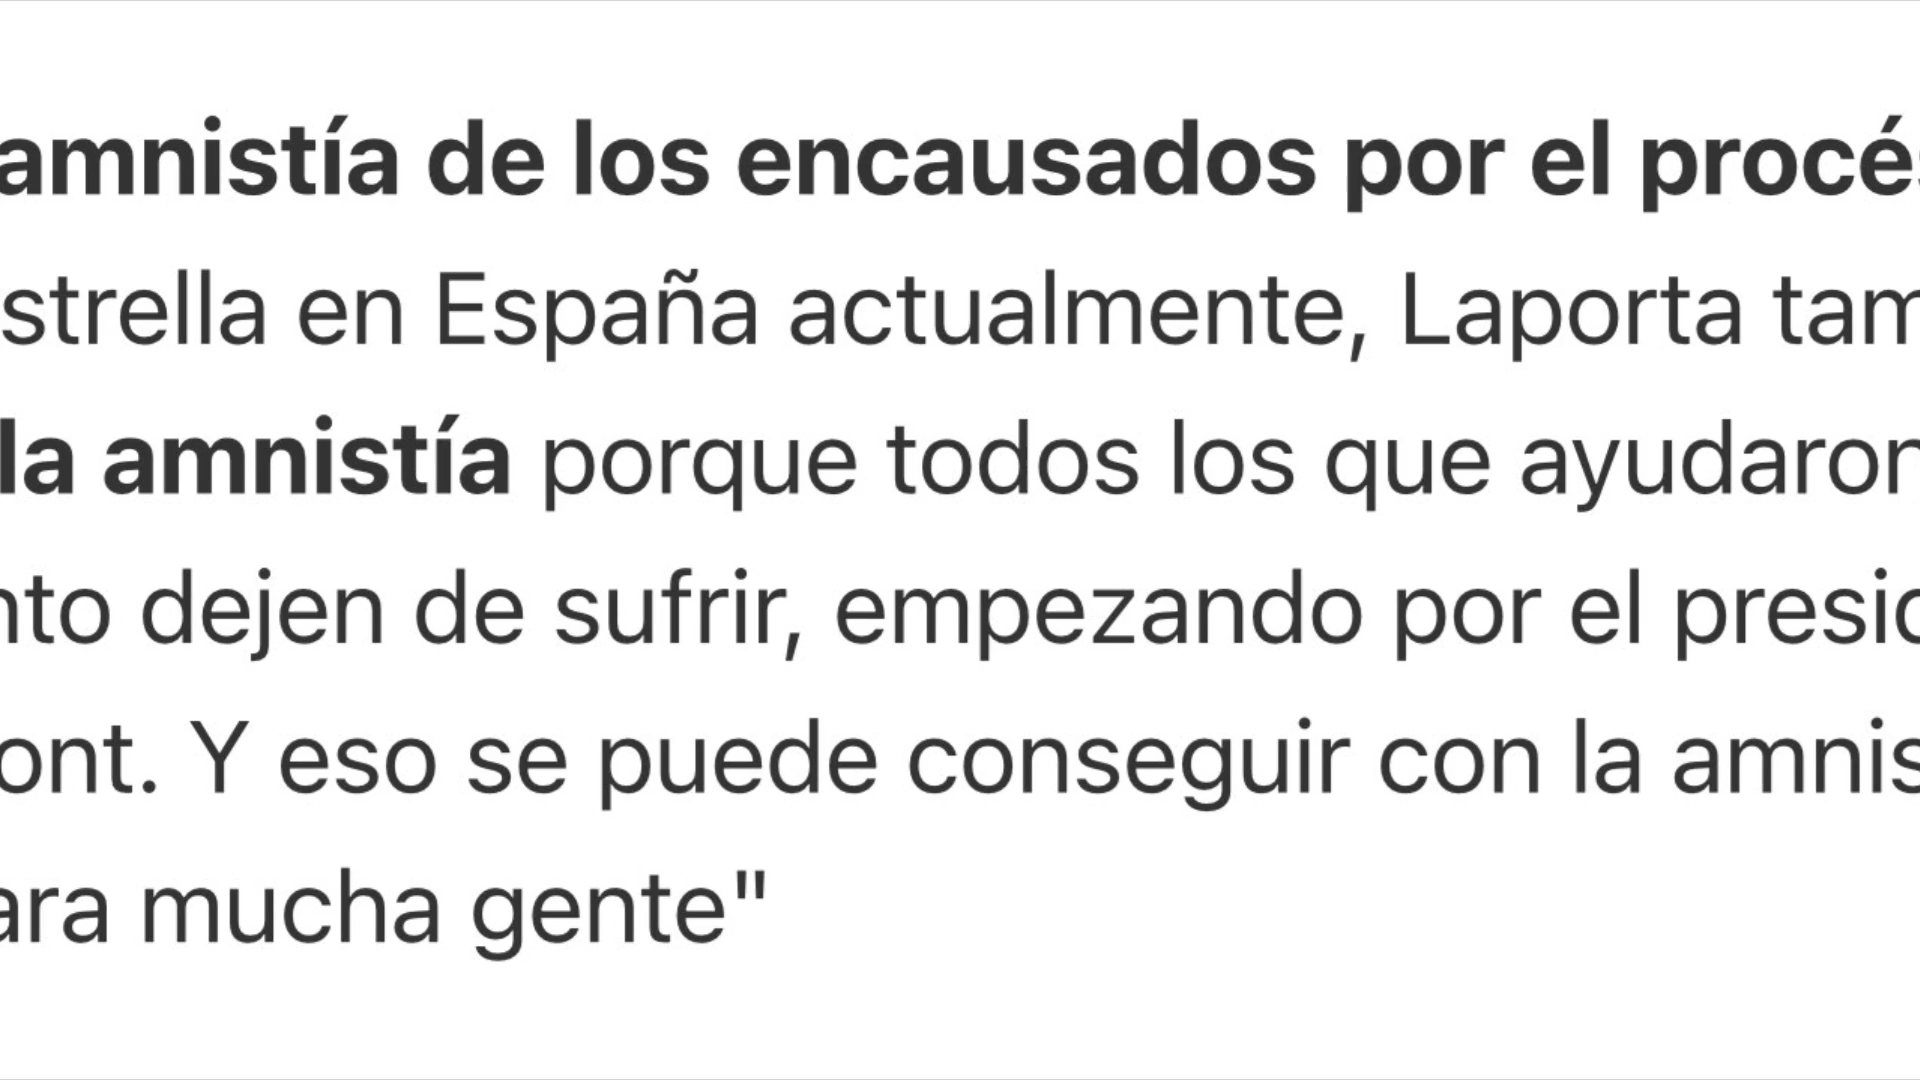 amnistía de los encausados por el procés
strella en España actualmente, Laporta tam
la amnistía porque todos los que ayudaron
nto dejen de sufrir, empezando por el presid
ont. Y eso se puede conseguir con la amnis
ara mucha gente"